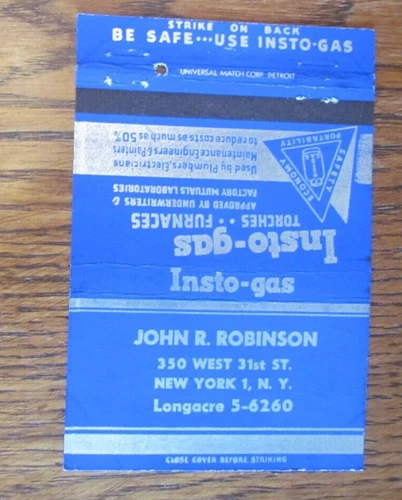 STRIKE ON BACK
BE SAFE...USE INSTO-GAS
UNIVERSAL MATCH CORP. DETROIT
Insto-gas
TORCHES .. FURNACES
APPROVED BY UNDERWRITERS &
FACTORY MUTUALS LABORATORIES
Used by Plumbers, Electricians
Maintenance Engineers & Painters
to reduce costs as much as 50%
SAFETY
ECONOMY
PORTABILITY
Insto-gas
JOHN R. ROBINSON
350 WEST 31st ST.
NEW YORK 1, N. Y.
Longacre 5-6260
CLOSE COVER BEFORE STRIKING